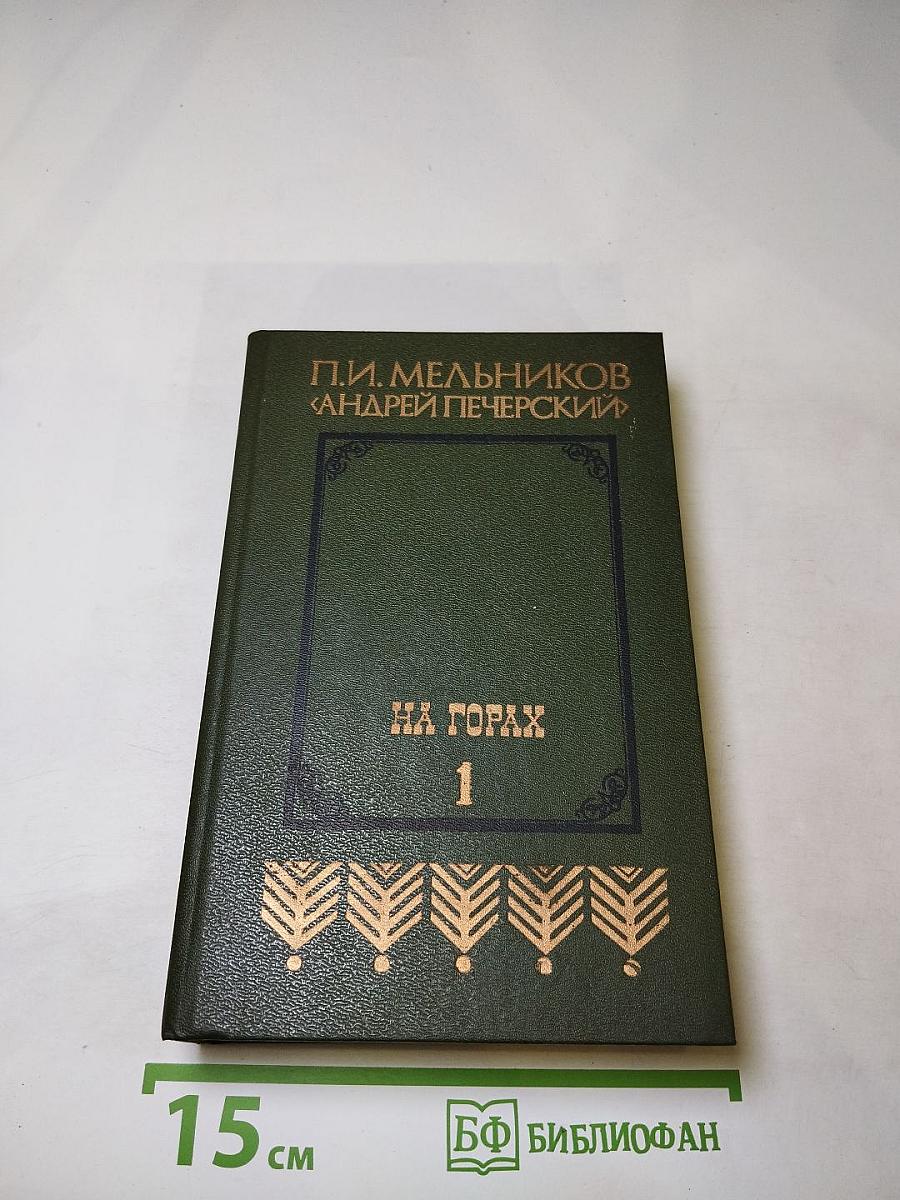 П.И. МЕЛЬНИКОВ
‹АНДРЕЙ ПЕЧЕРСКИЙ›
НА ГОРАХ
1
15 см
БФ БИБЛИОФАН